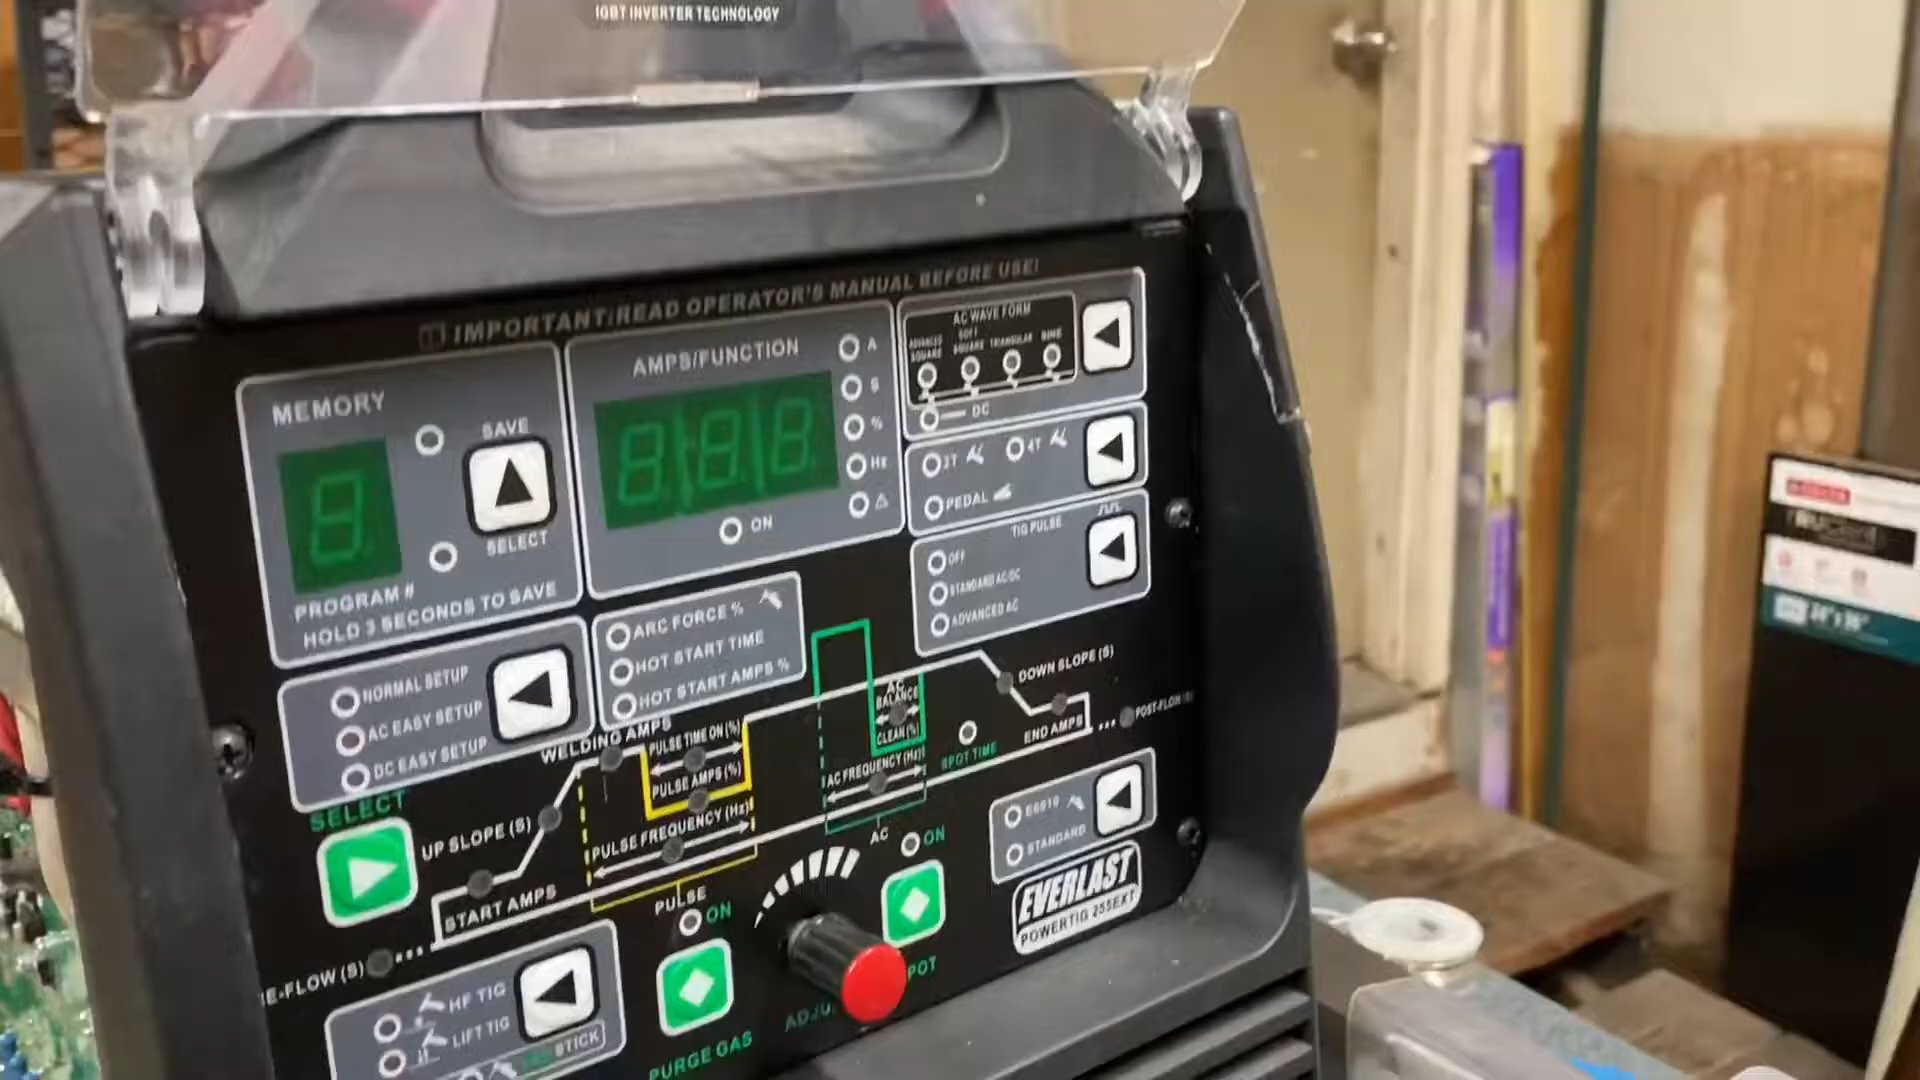 IGBT INVERTER TECHNOLOGY
IMPORTANT: READ OPERATOR'S MANUAL BEFORE USE!
MEMORY
SAVE
SELECT
PROGRAM #
HOLD 3 SECONDS TO SAVE
AMPS/FUNCTION
A
S
%
Hz
ON
AC WAVE FORM
ADVANCED SQUARE
SOFT SQUARE
TRIANGULAR
SINE
DC
2T
4T
PEDAL
TIG PULSE
OFF
STANDARD AC/DC
ADVANCED AC
NORMAL SETUP
AC EASY SETUP
DC EASY SETUP
ARC FORCE %
HOT START TIME
HOT START AMPS %
SELECT
E-FLOW (S)
START AMPS
UP SLOPE (S)
WELDING AMPS
PULSE TIME ON (%)
PULSE AMPS (%)
PULSE FREQUENCY (Hz)
PULSE
ON
AC BALANCE
CLEAN (%)
AC FREQUENCY (Hz)
AC
SPOT TIME
DOWN SLOPE (S)
END AMPS
POST-FLOW (S)
ON
E6010
STANDARD
EVERLAST
POWERTIG 255EXT
HF TIG
LIFT TIG
STICK
PURGE GAS
ADJU
POT